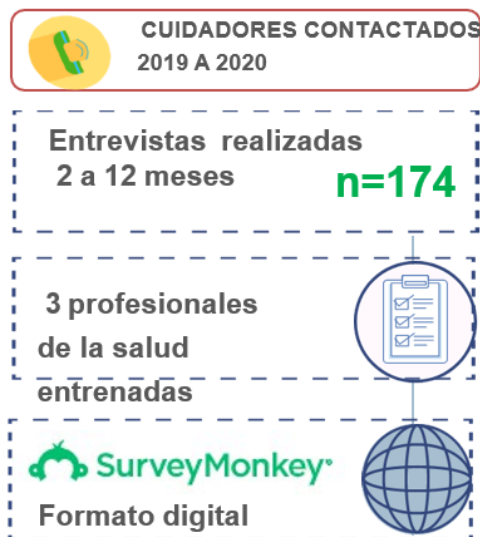 CUIDADORES CONTACTADOS
2019 A 2020
Entrevistas realizadas
2 a 12 meses
n=174
3 profesionales
de la salud
entrenadas
SurveyMonkey®
Formato digital